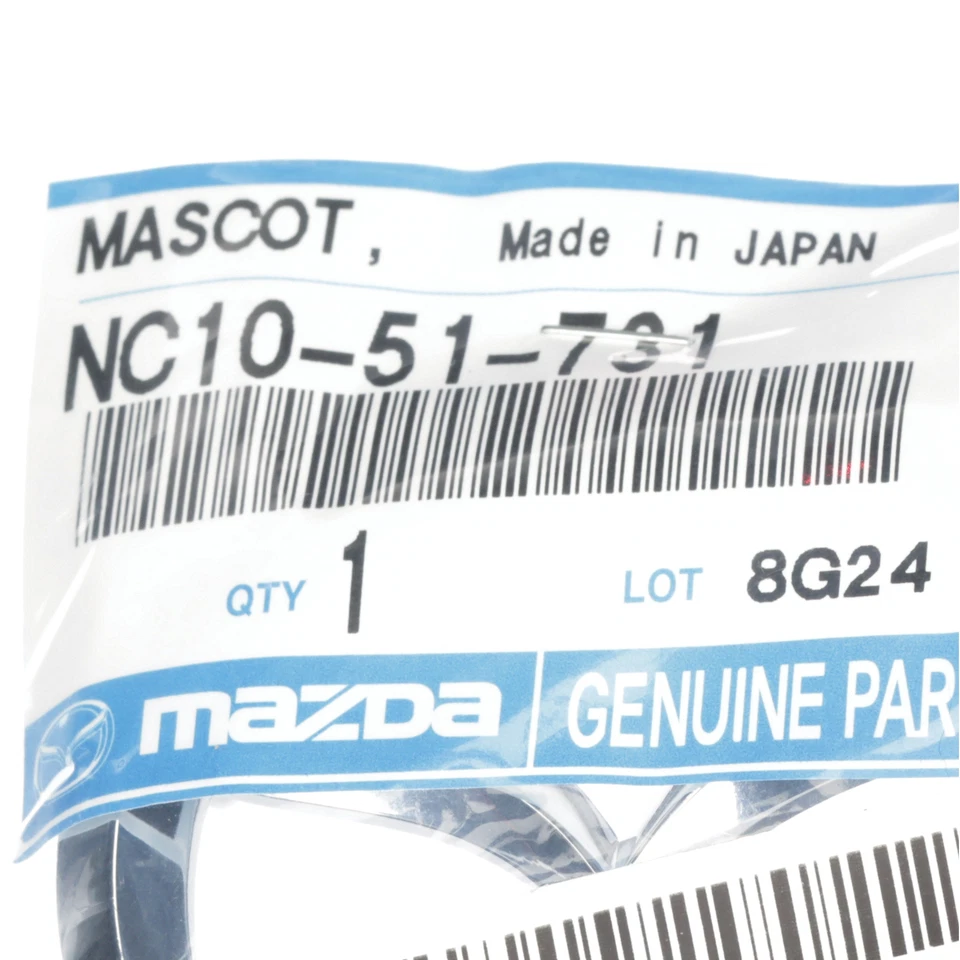 MASCOT, Made in JAPAN
NC10-51-731
QTY 1 LOT 8G24
mazda GENUINE PAR